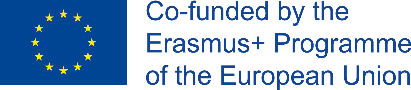 Co-funded by the
Erasmus+ Programme
of the European Union